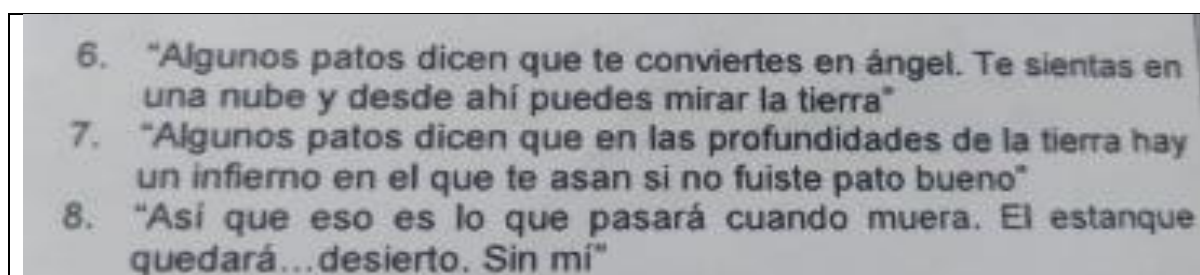 6. "Algunos patos dicen que te conviertes en ángel. Te sientas en
una nube y desde ahí puedes mirar la tierra"
7. "Algunos patos dicen que en las profundidades de la tierra hay
un infierno en el que te asan si no fuiste pato bueno"
8. "Así que eso es lo que pasará cuando muera. El estanque
quedará...desierto. Sin mí"